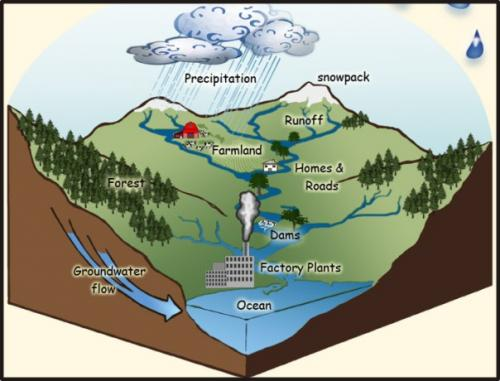 Precipitation
snowpack
Runoff
Farmland
Homes &
Roads
Forest
Dams
Groundwater
flow
Factory Plants
Ocean